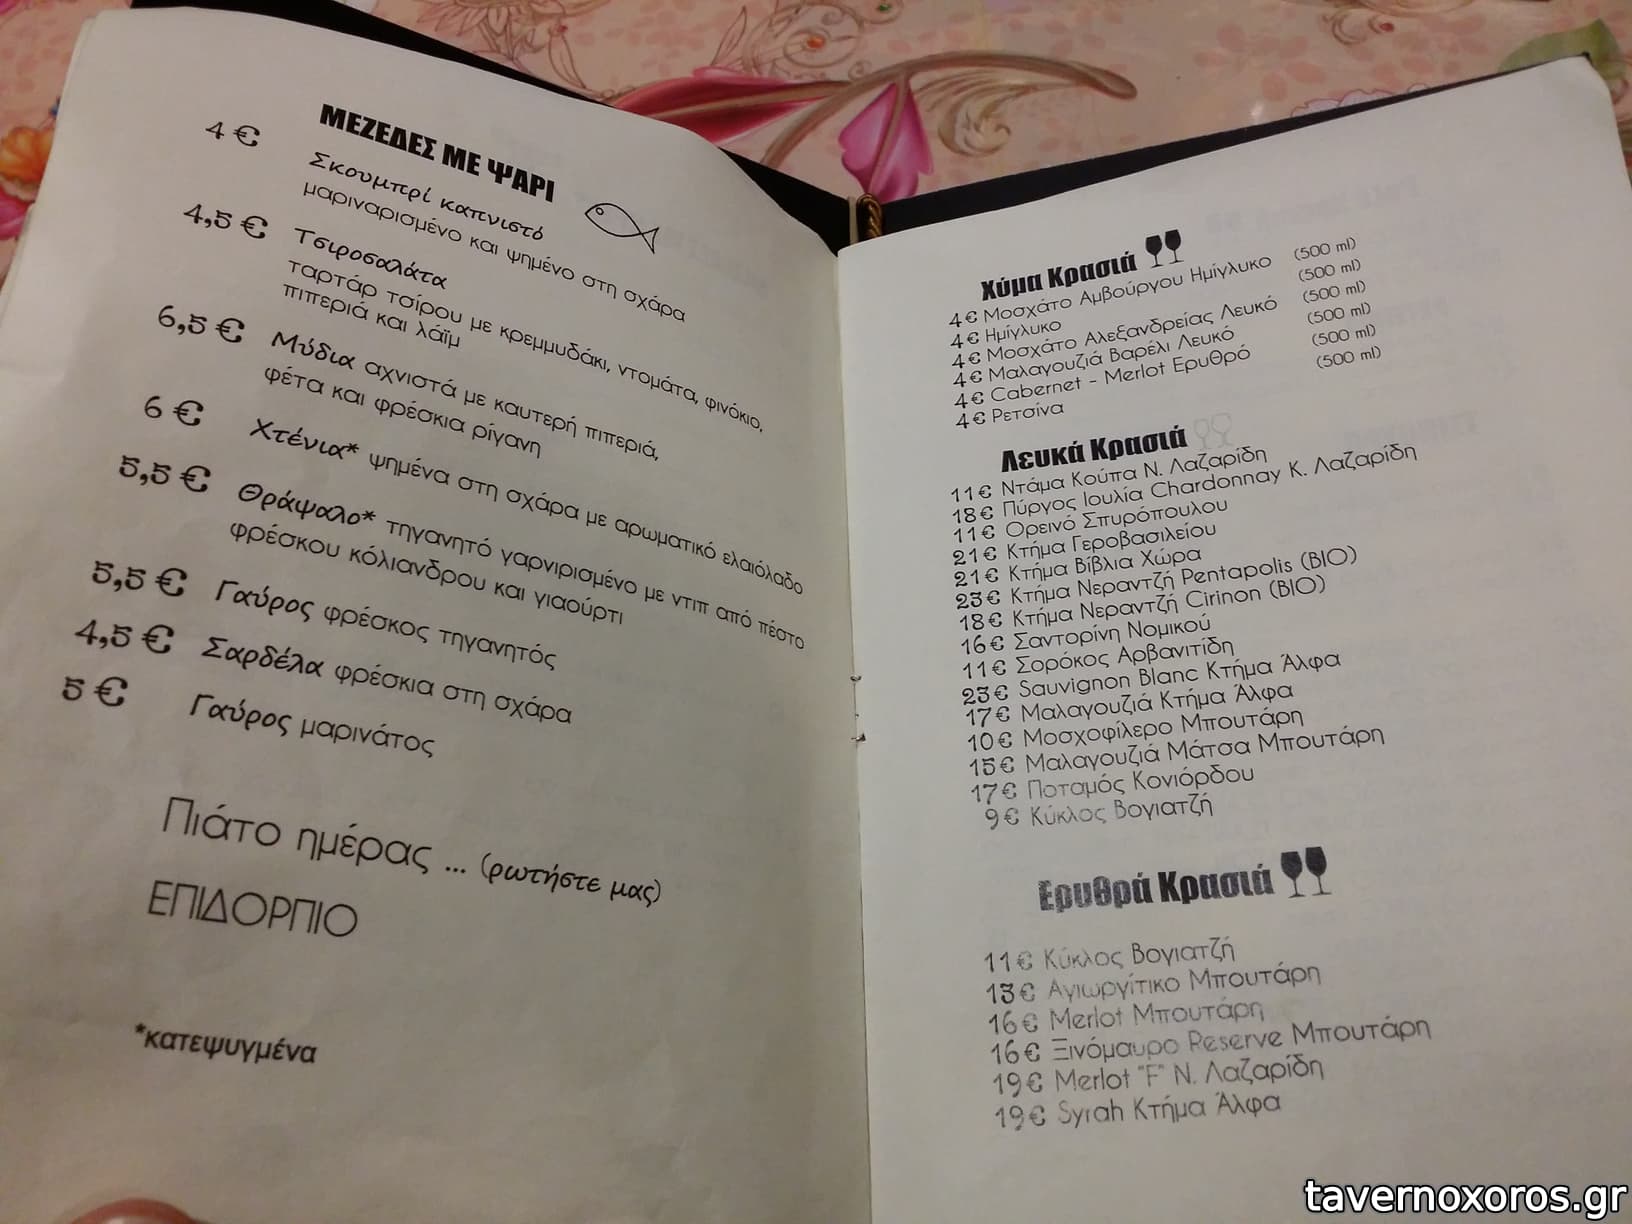 ΜΕΖΕΔΕΣ ΜΕ ΨΑΡΙ
4 € Σκουμπρί καπνιστό
μαριναρισμένο και ψημένο στη σχάρα
4,5 € Τσιροσαλάτα
ταρτάρ τσίρου με κρεμμυδάκι, ντομάτα, φινόκιο,
πιπεριά και λάϊμ
6,5 € Μύδια αχνιστά με καυτερή πιπεριά,
φέτα και φρέσκια ρίγανη
6 € Χτένια* ψημένα στη σχάρα με αρωματικό ελαιόλαδο
5,5 € Θράψαλο* τηγανητό γαρνιρισμένο με ντιπ από πέστο
φρέσκου κόλιανδρου και γιαούρτι
5,5 € Γαύρος φρέσκος τηγανητός
4,5 € Σαρδέλα φρέσκια στη σχάρα
5 € Γαύρος μαρινάτος
Πιάτο ημέρας ... (ρωτήστε μας)
ΕΠΙΔΟΡΠΙΟ
*κατεψυγμένα
Χύμα Κρασιά
4€ Μοσχάτο Αμβούργου Ημίγλυκο (500 ml)
4€ Ημίγλυκο (500 ml)
4€ Μοσχάτο Αλεξανδρείας Λευκό (500 ml)
4€ Μαλαγουζιά Βαρέλι Λευκό (500 ml)
4€ Cabernet - Merlot Ερυθρό (500 ml)
4€ Ρετσίνα (500 ml)
Λευκά Κρασιά
11€ Ντάμα Κούπα Ν. Λαζαρίδη
18€ Πύργος Ιουλία Chardonnay Κ. Λαζαρίδη
11€ Ορεινό Σπυρόπουλου
21€ Κτήμα Γεροβασιλείου
21€ Κτήμα Βίβλια Χώρα
23€ Κτήμα Νεραντζή Pentapolis (BIO)
18€ Κτήμα Νεραντζή Cirinon (BIO)
16€ Σαντορίνη Νομικού
11€ Σορόκος Αρβανιτίδη
23€ Sauvignon Blanc Κτήμα Άλφα
17€ Μαλαγουζιά Κτήμα Άλφα
10€ Μοσχοφίλερο Μπουτάρη
15€ Μαλαγουζιά Μάτσα Μπουτάρη
17€ Ποταμός Κονιόρδου
9€ Κύκλος Βογιατζή
Ερυθρά Κρασιά
11€ Κύκλος Βογιατζή
13€ Αγιωργίτικο Μπουτάρη
16€ Merlot Μπουτάρη
16€ Ξινόμαυρο Reserve Μπουτάρη
19€ Merlot "F" Ν. Λαζαρίδη
19€ Syrah Κτήμα Άλφα
tavernoxoros.gr